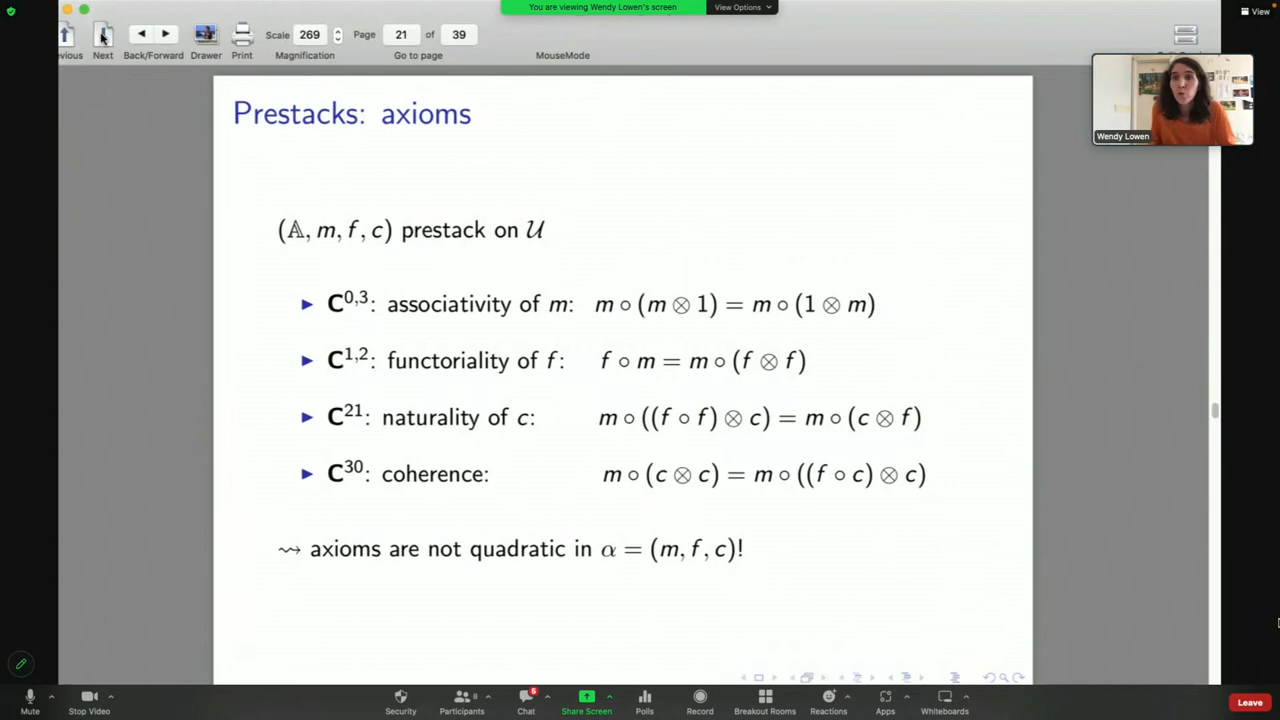 You are viewing Wendy Lowen's screen
View Options
View
evious
Next
Back/Forward
Drawer
Print
Scale 269
Magnification
Page 21 of 39
Go to page
MouseMode
Wendy Lowen
Prestacks: axioms
(𝔸, m, f, c) prestack on 𝒰
▶ C^{0,3}: associativity of m: m ∘ (m ⊗ 1) = m ∘ (1 ⊗ m)
▶ C^{1,2}: functoriality of f: f ∘ m = m ∘ (f ⊗ f)
▶ C^{21}: naturality of c: m ∘ ((f ∘ f) ⊗ c) = m ∘ (c ⊗ f)
▶ C^{30}: coherence: m ∘ (c ⊗ c) = m ∘ ((f ∘ c) ⊗ c)
⇝ axioms are not quadratic in α = (m, f, c)!
Mute
Stop Video
Security
Participants 8
Chat 5
Share Screen
Polls
Record
Breakout Rooms
Reactions
Apps
Whiteboards
Leave